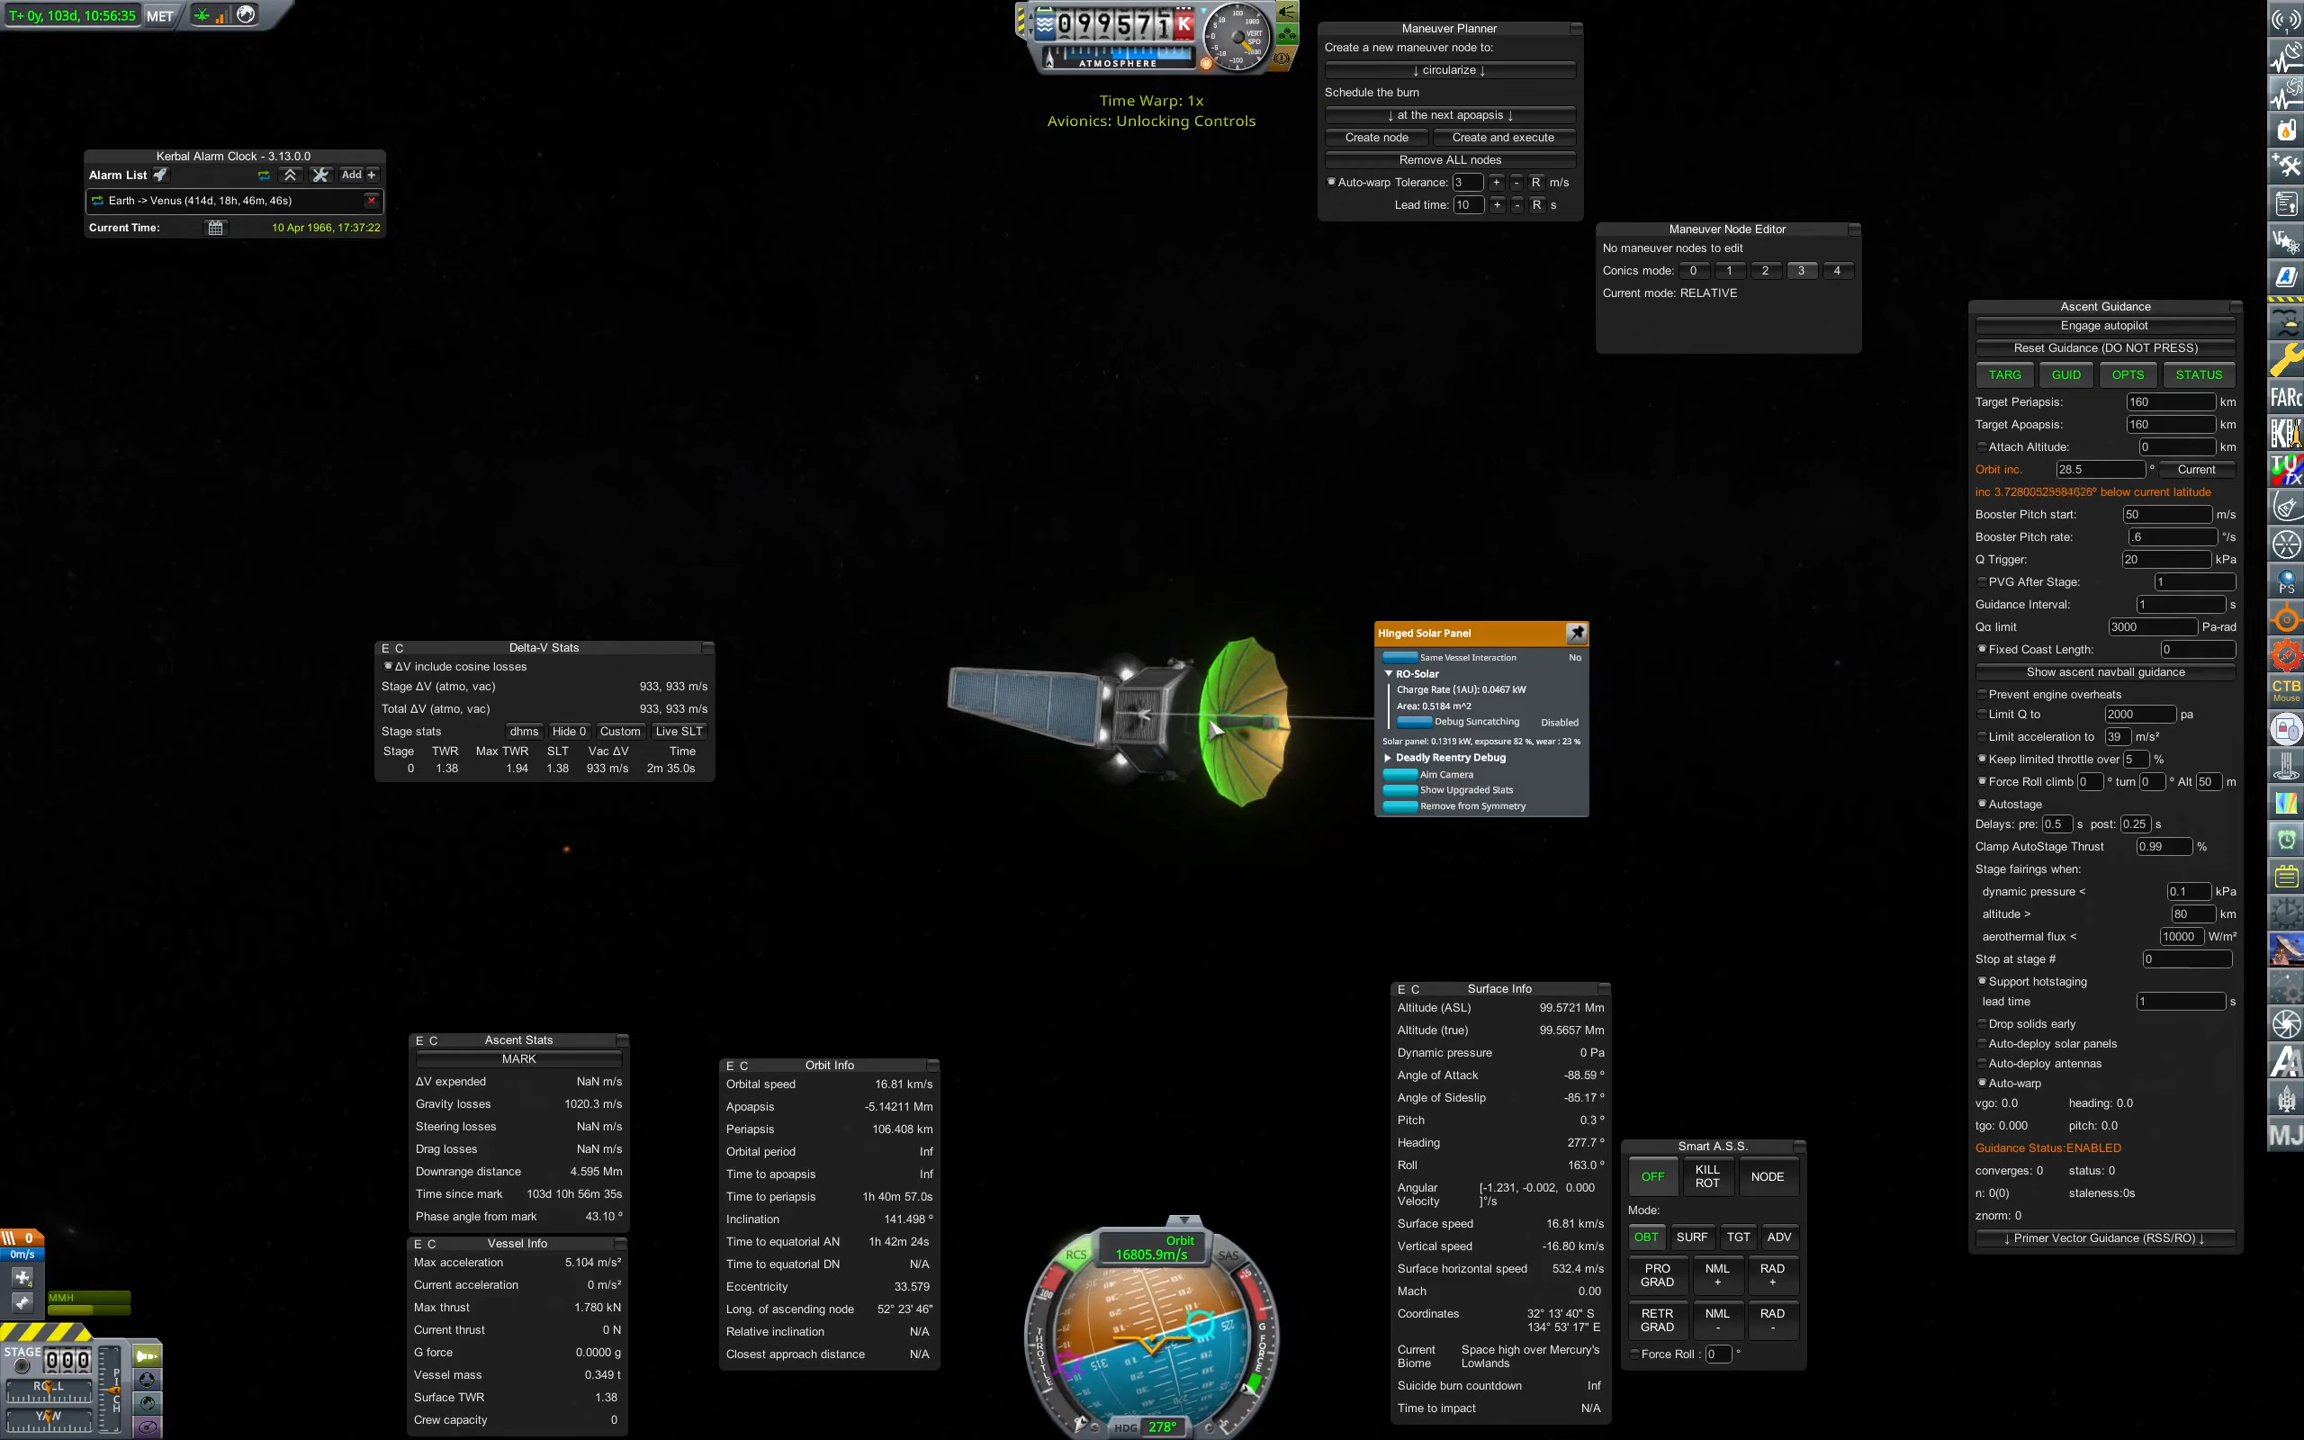 T+ 0y, 103d, 10:56:35 MET
099571 K
ATMOSPHERE
VERT SPD
Time Warp: 1x
Avionics: Unlocking Controls
Maneuver Planner
Create a new maneuver node to:
↓ circularize ↓
Schedule the burn
↓ at the next apoapsis ↓
Create node Create and execute
Remove ALL nodes
Auto-warp Tolerance: 3 + - R m/s
Lead time: 10 + - R s
Kerbal Alarm Clock - 3.13.0.0
Alarm List Add +
Earth -> Venus (414d, 18h, 46m, 46s)
Current Time: 10 Apr 1966, 17:37:22
Maneuver Node Editor
No maneuver nodes to edit
Conics mode: 0 1 2 3 4
Current mode: RELATIVE
Ascent Guidance
Engage autopilot
Reset Guidance (DO NOT PRESS)
TARG GUID OPTS STATUS
Target Periapsis: 160 km
Target Apoapsis: 160 km
Attach Altitude: 0 km
Orbit inc. 28.5 º Current
below current latitude
Booster Pitch start: 50 m/s
Booster Pitch rate: .6 °/s
Q Trigger: 20 kPa
PVG After Stage: 1
Guidance Interval: 1 s
Qα limit 3000 Pa-rad
Fixed Coast Length: 0
Show ascent navball guidance
Prevent engine overheats
Limit Q to 2000 pa
Limit acceleration to 39 m/s²
Keep limited throttle over 5 %
Force Roll climb 0 º turn 0 º Alt 50 m
Autostage
Delays: pre: 0.5 s post: 0.25 s
Clamp AutoStage Thrust 0.99 %
Stage fairings when:
dynamic pressure < 0.1 kPa
altitude > 80 km
aerothermal flux < 10000 W/m²
Stop at stage # 0
Support hotstaging
lead time 1 s
Drop solids early
Auto-deploy solar panels
Auto-deploy antennas
Auto-warp
vgo: 0.0 heading: 0.0
tgo: 0.000 pitch: 0.0
Guidance Status:ENABLED
converges: 0 status: 0
n: 0(0) staleness:0s
znorm: 0
↓ Primer Vector Guidance (RSS/RO) ↓
E C Delta-V Stats
ΔV include cosine losses
Stage ΔV (atmo, vac) 933, 933 m/s
Total ΔV (atmo, vac) 933, 933 m/s
Stage stats dhms Hide 0 Custom Live SLT
Stage TWR Max TWR SLT Vac ΔV Time
0 1.38 1.94 1.38 933 m/s 2m 35.0s
Hinged Solar Panel
Same Vessel Interaction No
RO-Solar
Charge Rate (1AU): 0.0467 kW
Area: 0.5184 m^2
Debug Suncatching Disabled
Solar panel: 0.1319 kW, exposure 82 %, wear : 23 %
Deadly Reentry Debug
Aim Camera
Show Upgraded Stats
Remove from Symmetry
E C Ascent Stats
MARK
ΔV expended NaN m/s
Gravity losses 1020.3 m/s
Steering losses NaN m/s
Drag losses NaN m/s
Downrange distance 4.595 Mm
Time since mark 103d 10h 56m 35s
Phase angle from mark 43.10 º
E C Vessel Info
Max acceleration 5.104 m/s²
Current acceleration 0 m/s²
Max thrust 1.780 kN
Current thrust 0 N
G force 0.0000 g
Vessel mass 0.349 t
Surface TWR 1.38
Crew capacity 0
E C Orbit Info
Orbital speed 16.81 km/s
Apoapsis -5.14211 Mm
Periapsis 106.408 km
Orbital period Inf
Time to apoapsis Inf
Time to periapsis 1h 40m 57.0s
Inclination 141.498 º
Time to equatorial AN 1h 42m 24s
Time to equatorial DN N/A
Eccentricity 33.579
Long. of ascending node 52° 23' 46"
Relative inclination N/A
Closest approach distance N/A
E C Surface Info
Altitude (ASL) 99.5721 Mm
Altitude (true) 99.5657 Mm
Dynamic pressure 0 Pa
Angle of Attack -88.59 º
Angle of Sideslip -85.17 º
Pitch 0.3 º
Heading 277.7 º
Roll 163.0 º
Angular Velocity [-1.231, -0.002, 0.000 ]°/s
Surface speed 16.81 km/s
Vertical speed -16.80 km/s
Surface horizontal speed 532.4 m/s
Mach 0.00
Coordinates 32° 13' 40" S
134° 53' 17" E
Current Biome Space high over Mercury's Lowlands
Suicide burn countdown Inf
Time to impact N/A
Smart A.S.S.
OFF KILL ROT NODE
Mode:
OBT SURF TGT ADV
PRO GRAD NML + RAD +
RETR GRAD NML - RAD -
Force Roll : 0 º
RCS Orbit SAS
16805.9m/s
THROTTLE
G FORCE
HDG 278°
0
0m/s
MMH
STAGE 000
ROLL
YAW
PITCH
FARc
CTB
Mouse
PS
MJ